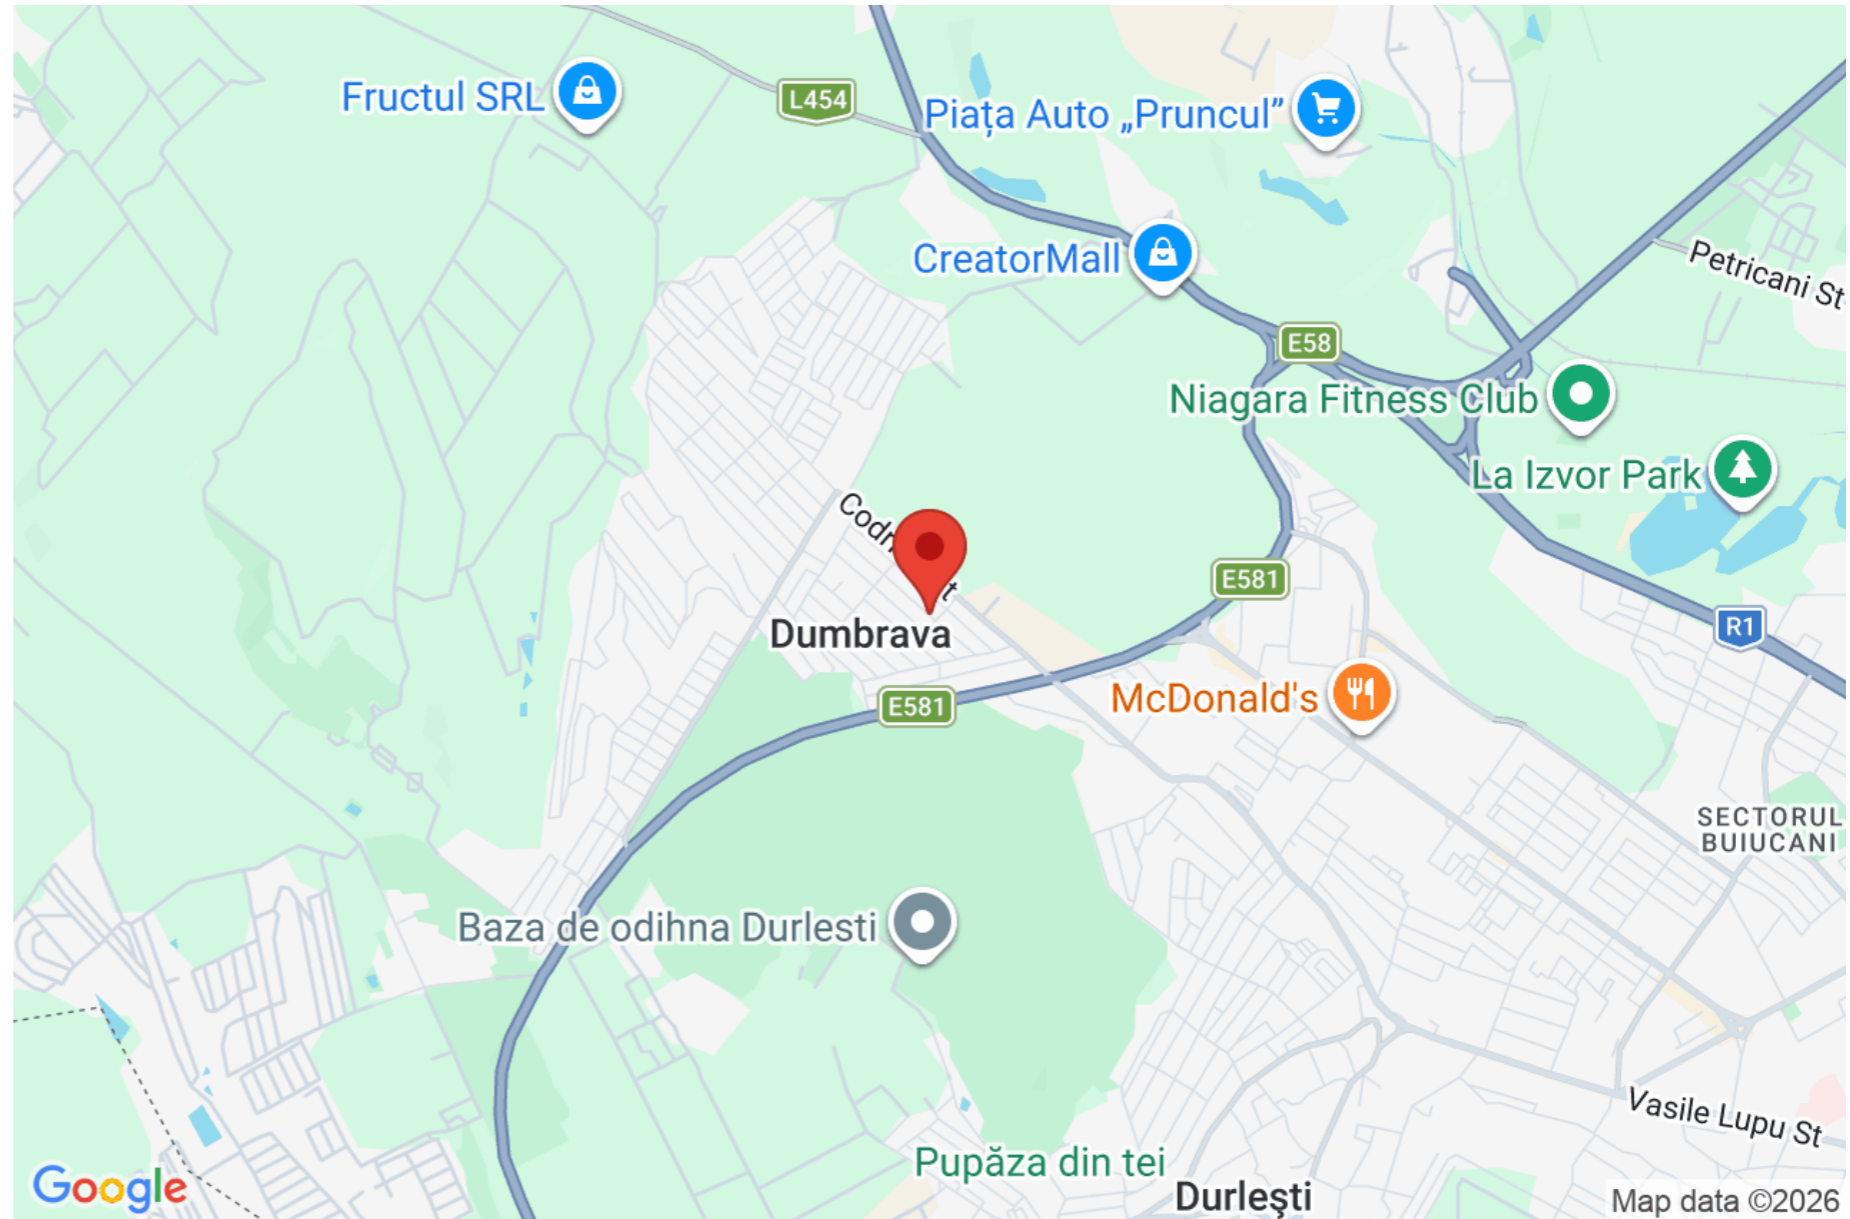 Fructul SRL
L454
Piața Auto „Pruncul”
CreatorMall
Petricani St
E58
Niagara Fitness Club
La Izvor Park
E581
R1
Dumbrava
E581
McDonald's
SECTORUL
BUIUCANI
Baza de odihna Durlesti
Vasile Lupu St
Pupăza din tei
Durleşti
Google
Map data ©2026